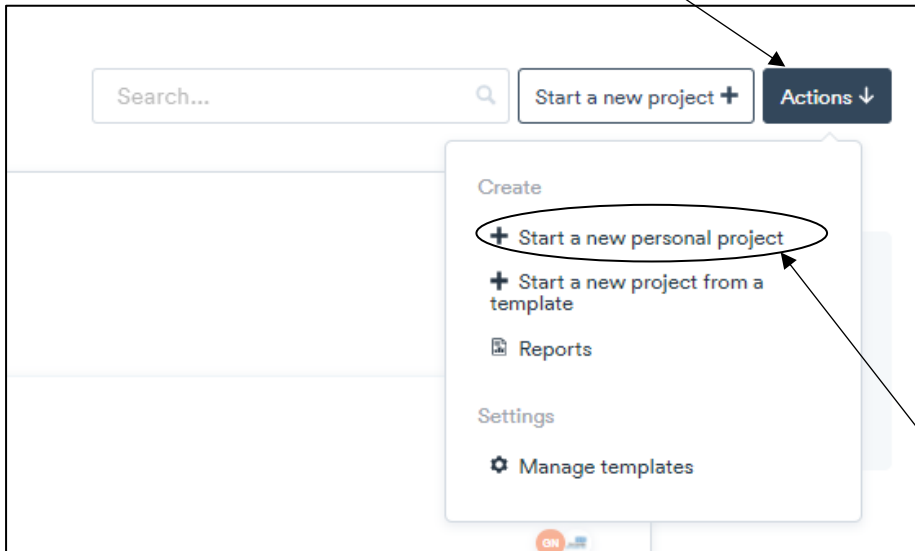 Search...
Start a new project +
Actions ↓
Create
+ Start a new personal project
+ Start a new project from a
template
Reports
Settings
Manage templates
GN